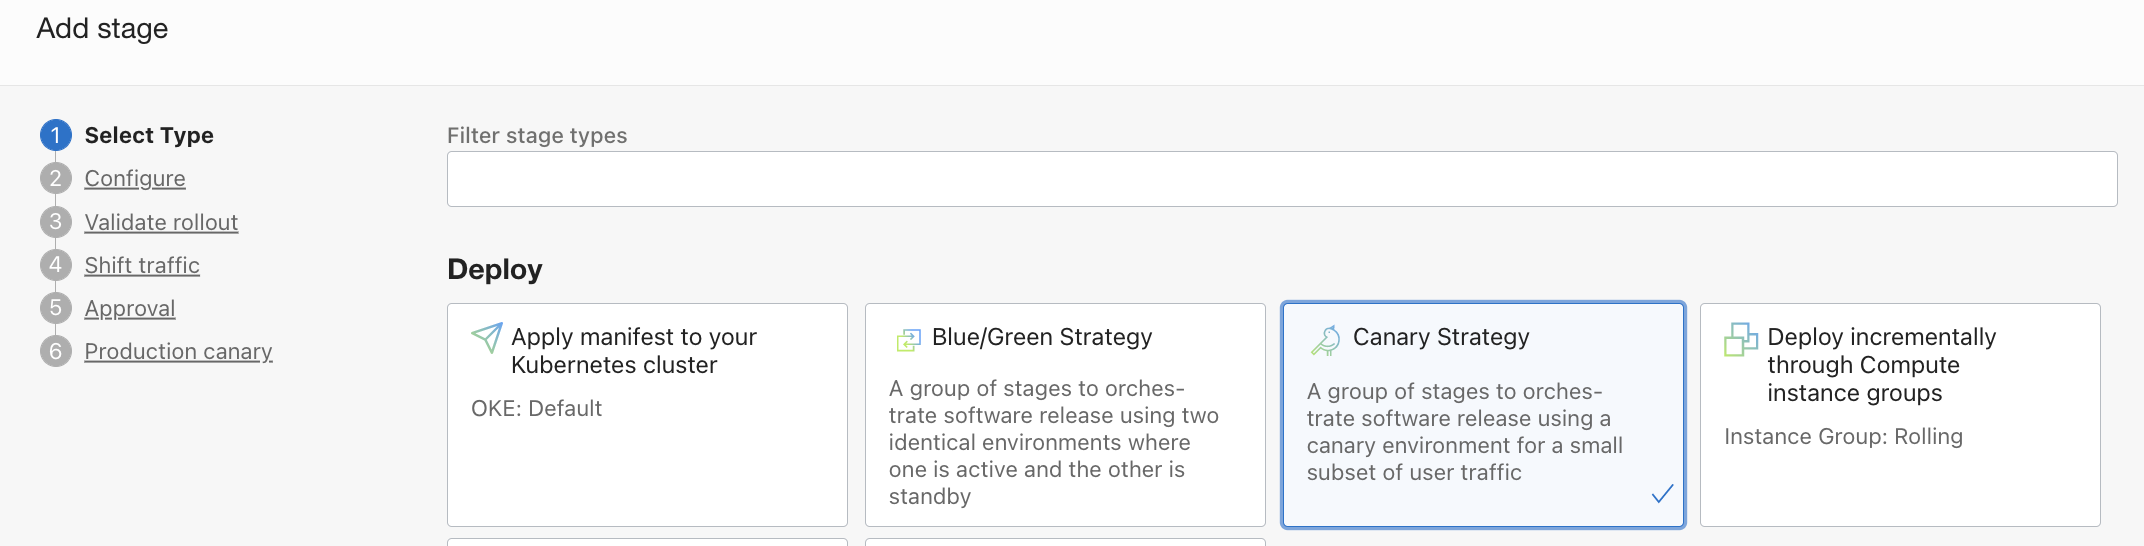 Add stage
1 Select Type
2 Configure
3 Validate rollout
4 Shift traffic
5 Approval
6 Production canary
Filter stage types
Deploy
Apply manifest to your
Kubernetes cluster
OKE: Default
Blue/Green Strategy
A group of stages to orches-
trate software release using two
identical environments where
one is active and the other is
standby
Canary Strategy
A group of stages to orches-
trate software release using a
canary environment for a small
subset of user traffic
Deploy incrementally
through Compute
instance groups
Instance Group: Rolling